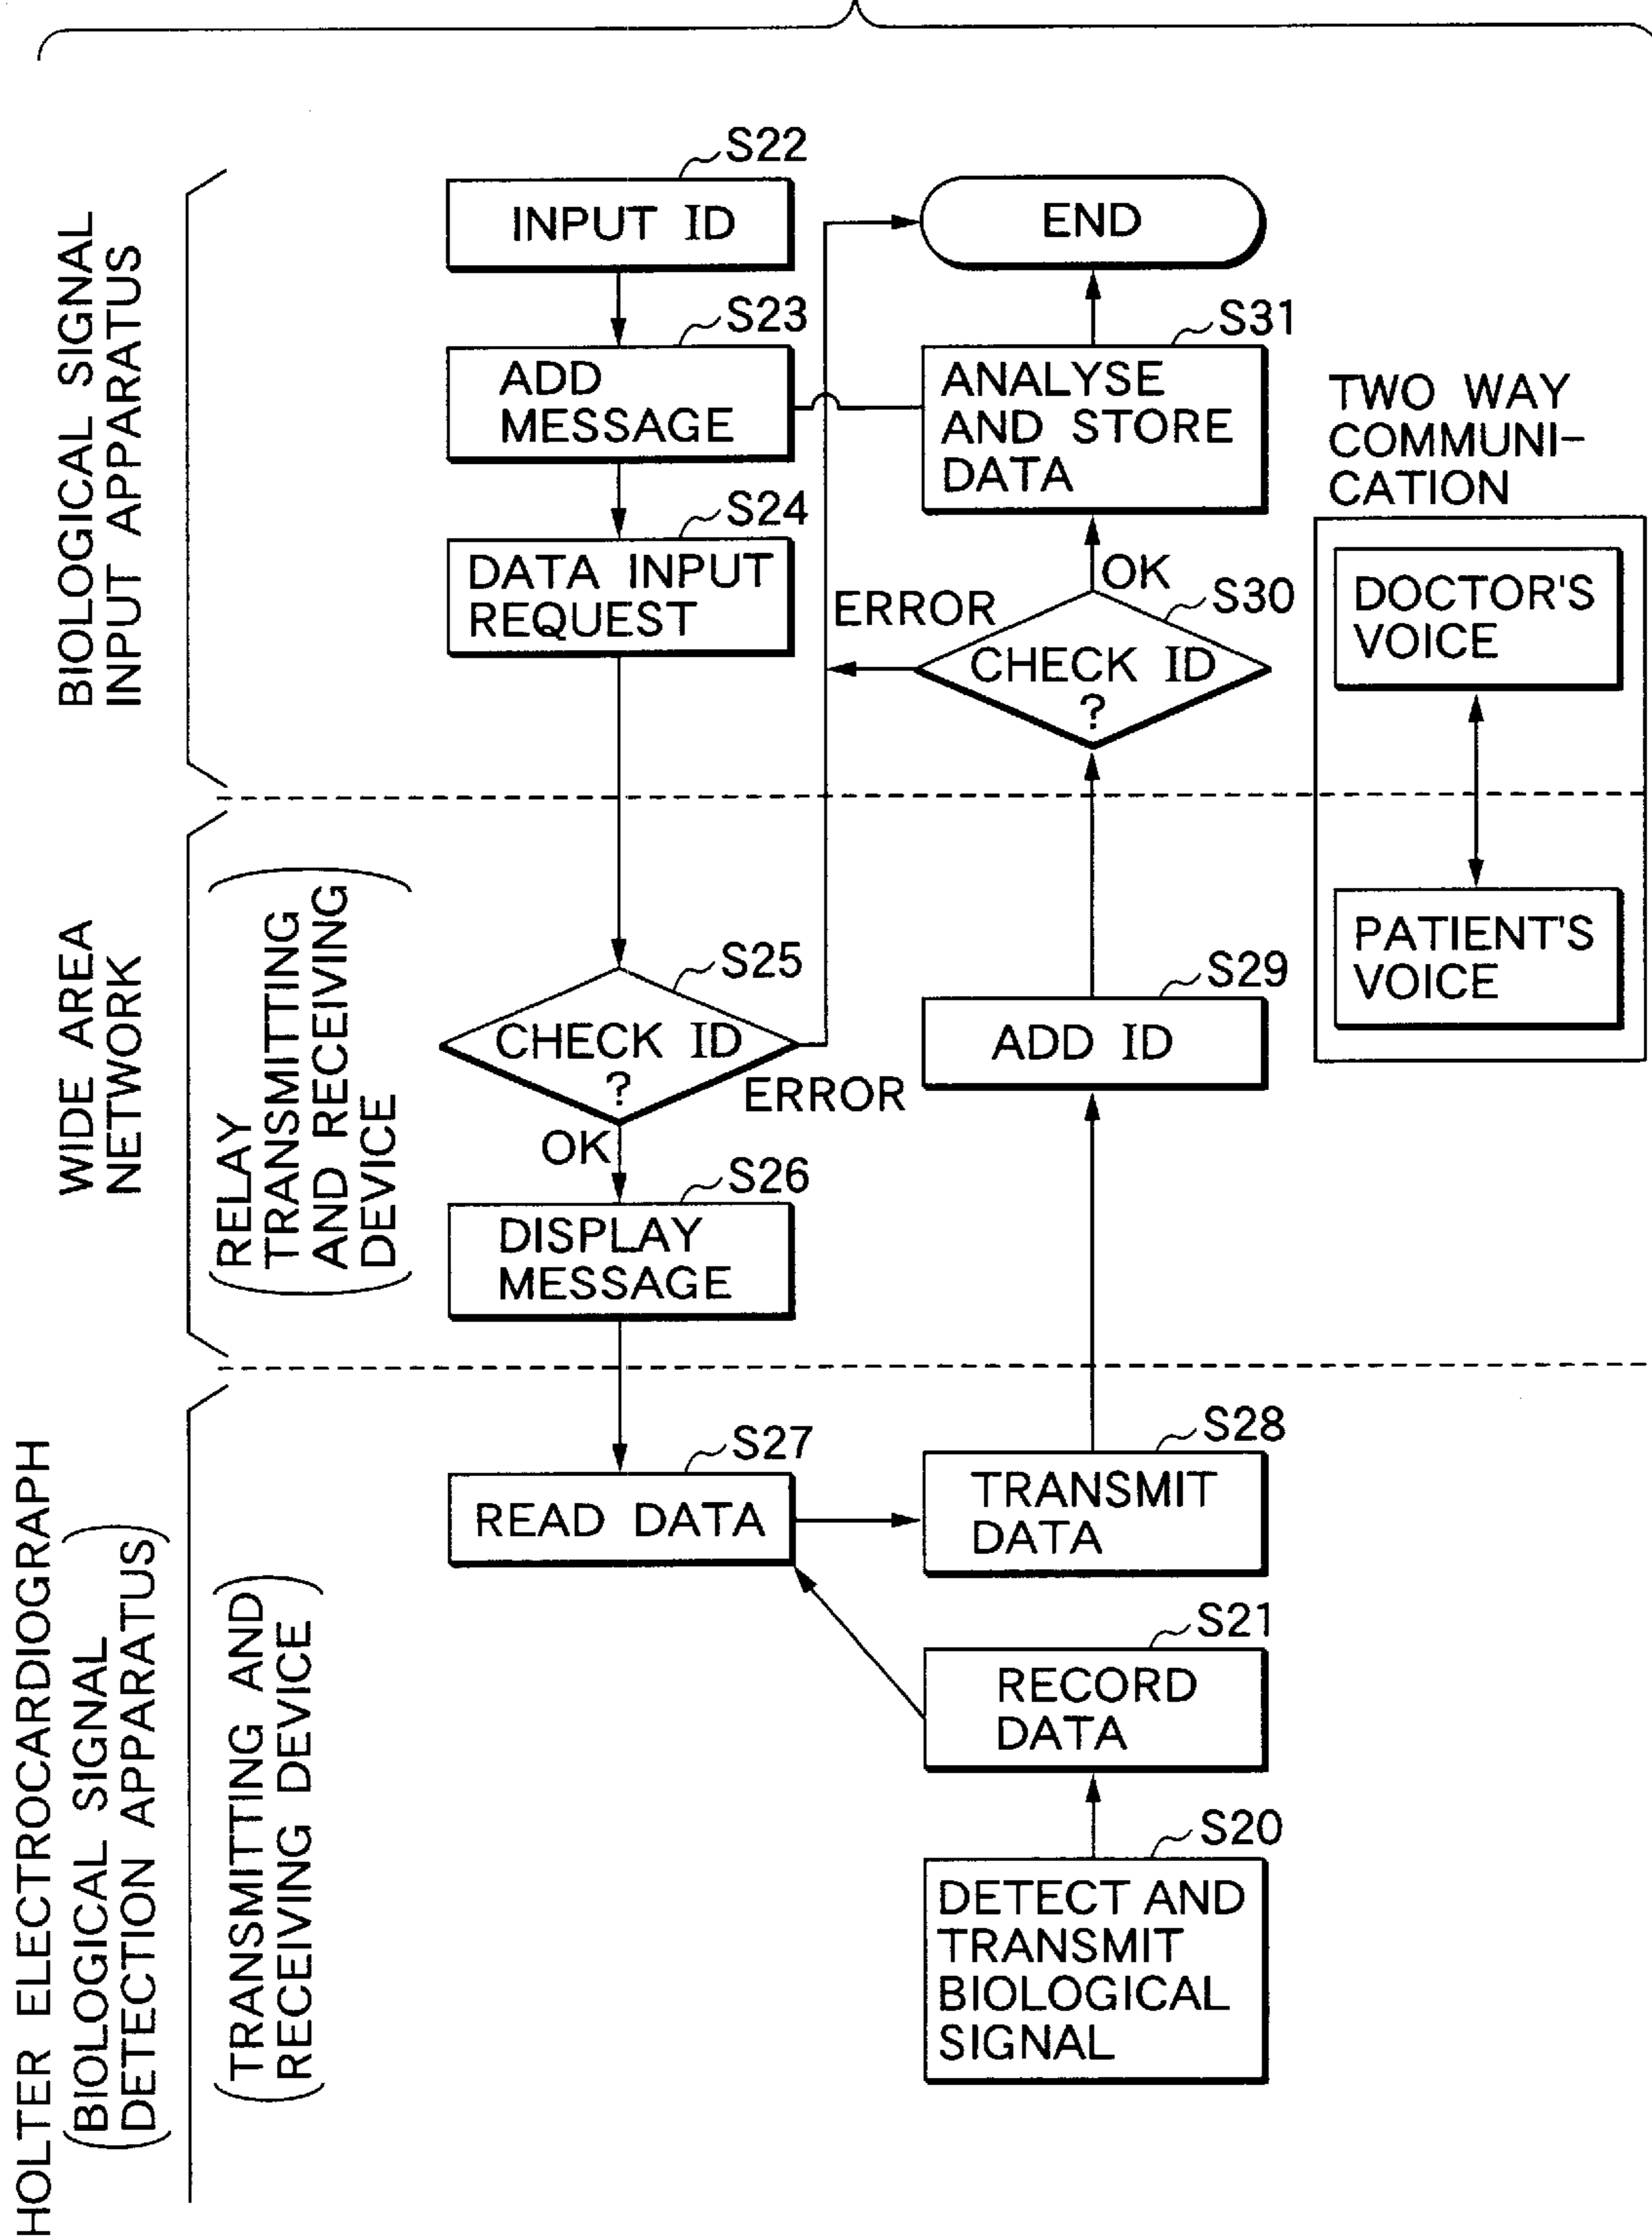 BIOLOGICAL SIGNAL
INPUT APPARATUS
S22
INPUT ID
END
S23
ADD
MESSAGE
S31
ANALYSE
AND STORE
DATA
S24
DATA INPUT
REQUEST
OK
ERROR
S30
CHECK ID
?
TWO WAY
COMMUNI-
CATION
DOCTOR'S
VOICE
PATIENT'S
VOICE
WIDE AREA
NETWORK
(RELAY
TRANSMITTING
AND RECEIVING
DEVICE)
S25
CHECK ID
?
ERROR
OK
S29
ADD ID
S26
DISPLAY
MESSAGE
HOLTER ELECTROCARDIOGRAPH
(BIOLOGICAL SIGNAL
DETECTION APPARATUS)
(TRANSMITTING AND
RECEIVING DEVICE)
S27
READ DATA
S28
TRANSMIT
DATA
S21
RECORD
DATA
S20
DETECT AND
TRANSMIT
BIOLOGICAL
SIGNAL